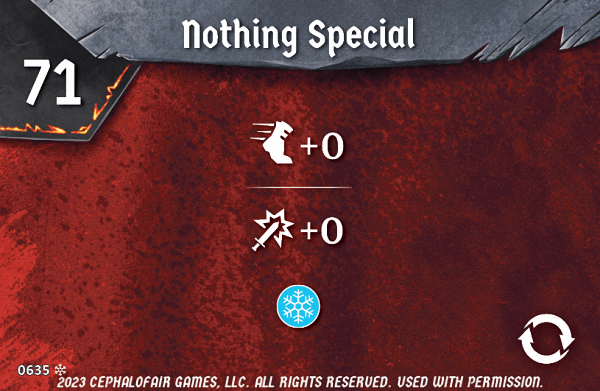 Nothing Special
71
+0
+0
0635
2023 CEPHALOFAIR GAMES, LLC. ALL RIGHTS RESERVED. USED WITH PERMISSION.